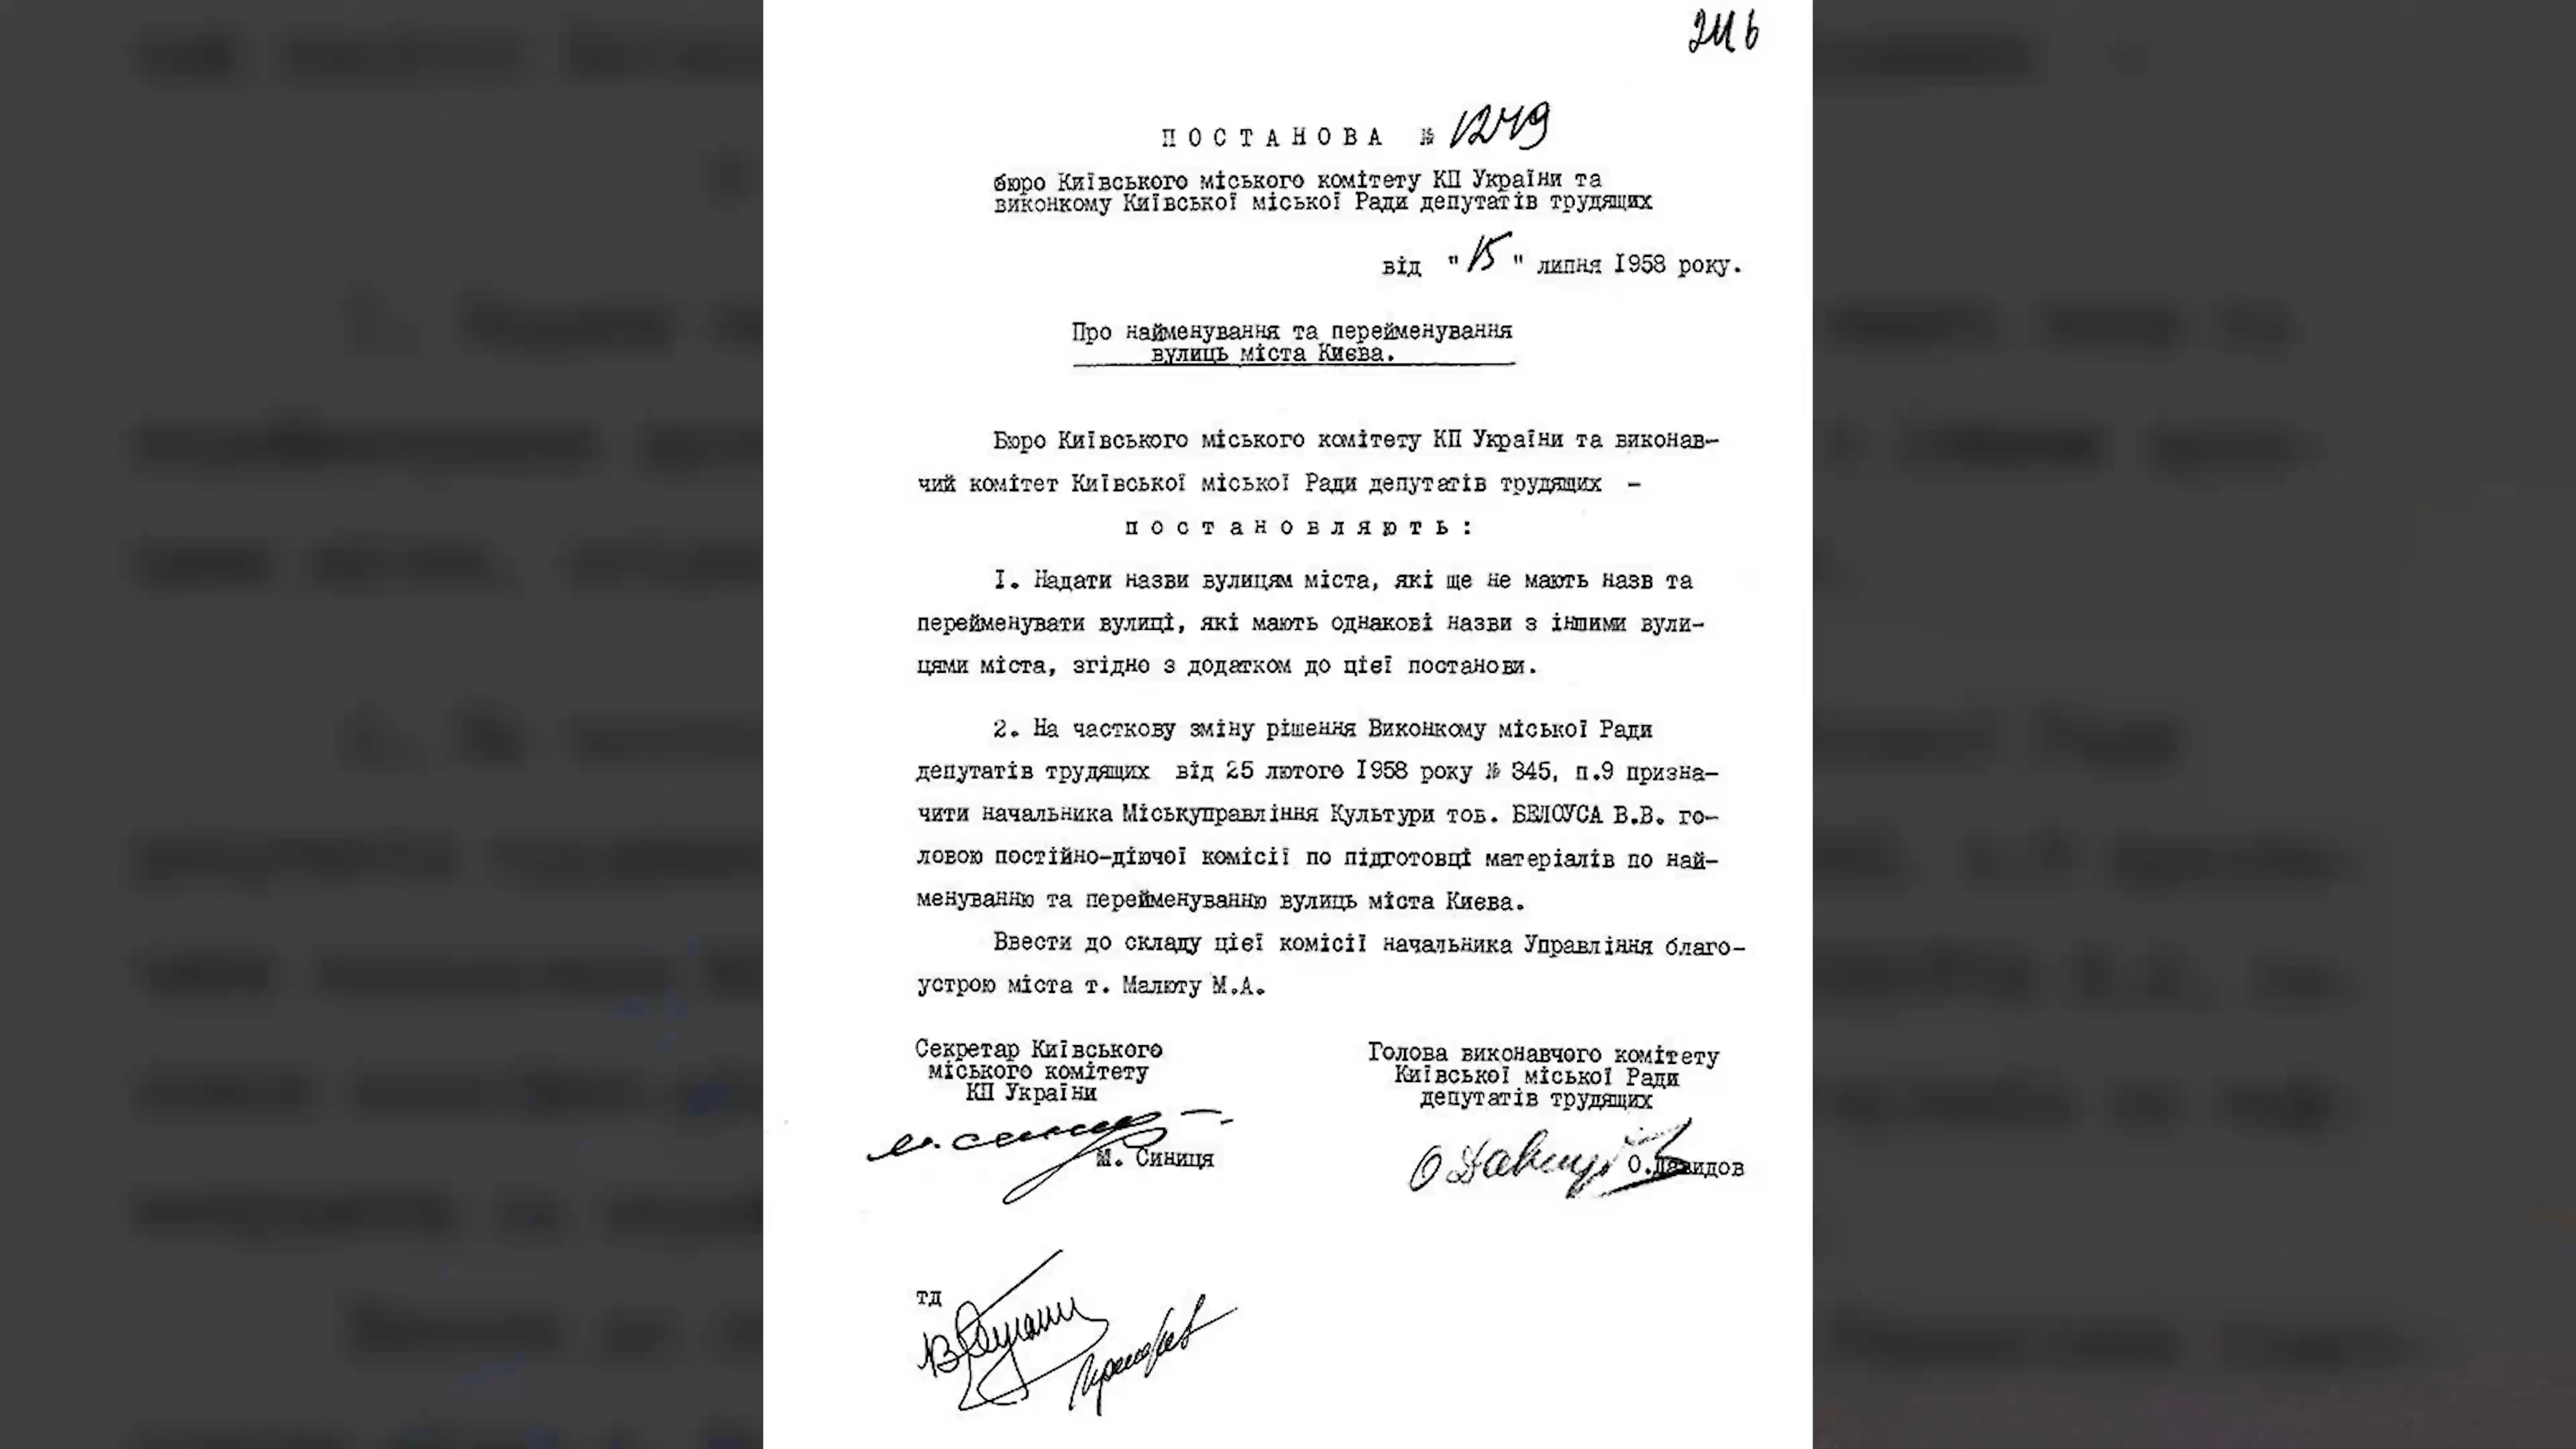 ПОСТАНОВА № 1249
бюро Київського міського комітету КП України та
виконкому Київської міської Ради депутатів трудящих
від "15" липня 1958 року.
Про найменування та перейменування
вулиць міста Києва.
Бюро Київського міського комітету КП України та виконав-
чий комітет Київської міської Ради депутатів трудящих -
постановляють:
I. Надати назви вулицям міста, які ще не мають назв та
перейменувати вулиці, які мають однакові назви з іншими вули-
цями міста, згідно з додатком до цієї постанови.
2. На часткову зміну рішення Виконкому міської Ради
депутатів трудящих від 25 лютого I958 року № 345, п.9 призна-
чити начальника Міськуправління Культури тов. БЕЛОУСА В.В. го-
ловою постійно-діючої комісії по підготовці матеріалів по най-
менуванню та перейменуванню вулиць міста Києва.
Ввести до складу цієї комісії начальника Управління благо-
устрою міста т. Малюту М.А.
Секретар Київського
міського комітету
КП України
М. Синиця
Голова виконавчого комітету
Київської міської Ради
депутатів трудящих
О.Давидов
тд